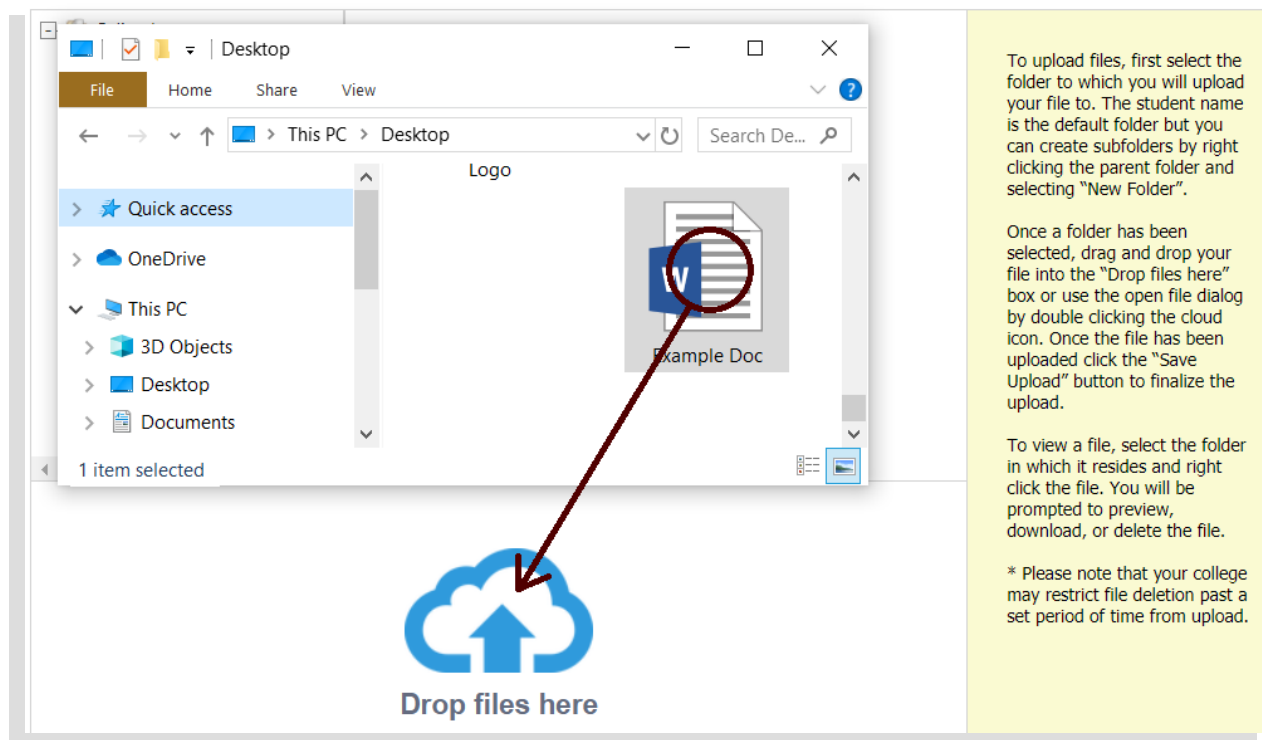 Desktop
File Home Share View
This PC > Desktop
Search De...
Logo
Quick access
OneDrive
This PC
3D Objects
Desktop
Documents
W
Example Doc
1 item selected
Drop files here
To upload files, first select the
folder to which you will upload
your file to. The student name
is the default folder but you
can create subfolders by right
clicking the parent folder and
selecting “New Folder”.
Once a folder has been
selected, drag and drop your
file into the “Drop files here”
box or use the open file dialog
by double clicking the cloud
icon. Once the file has been
uploaded click the “Save
Upload” button to finalize the
upload.
To view a file, select the folder
in which it resides and right
click the file. You will be
prompted to preview,
download, or delete the file.
* Please note that your college
may restrict file deletion past a
set period of time from upload.